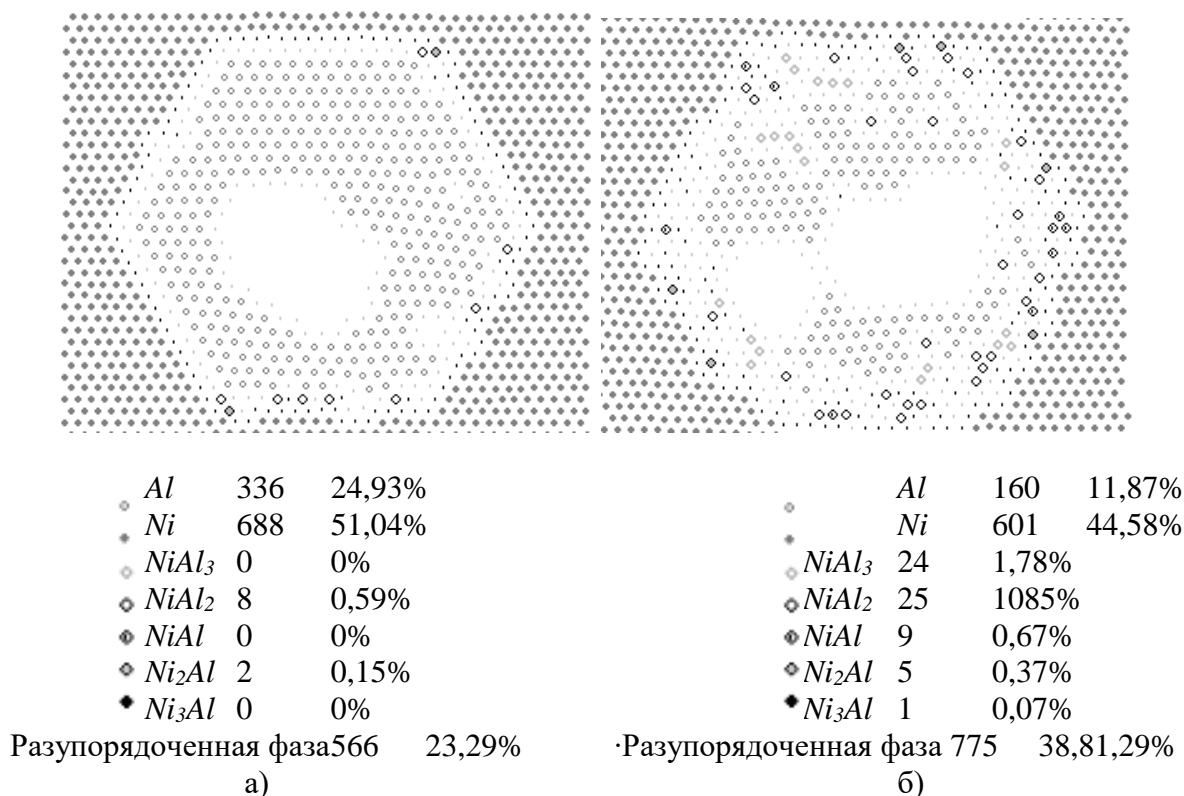 Al 336 24,93%
Ni 688 51,04%
NiAl₃ 0 0%
NiAl₂ 8 0,59%
NiAl 0 0%
Ni₂Al 2 0,15%
Ni₃Al 0 0%
Разупорядоченная фаза566 23,29%
а)
Al 160 11,87%
Ni 601 44,58%
NiAl₃ 24 1,78%
NiAl₂ 25 1085%
NiAl 9 0,67%
Ni₂Al 5 0,37%
Ni₃Al 1 0,07%
·Разупорядоченная фаза 775 38,81,29%
б)